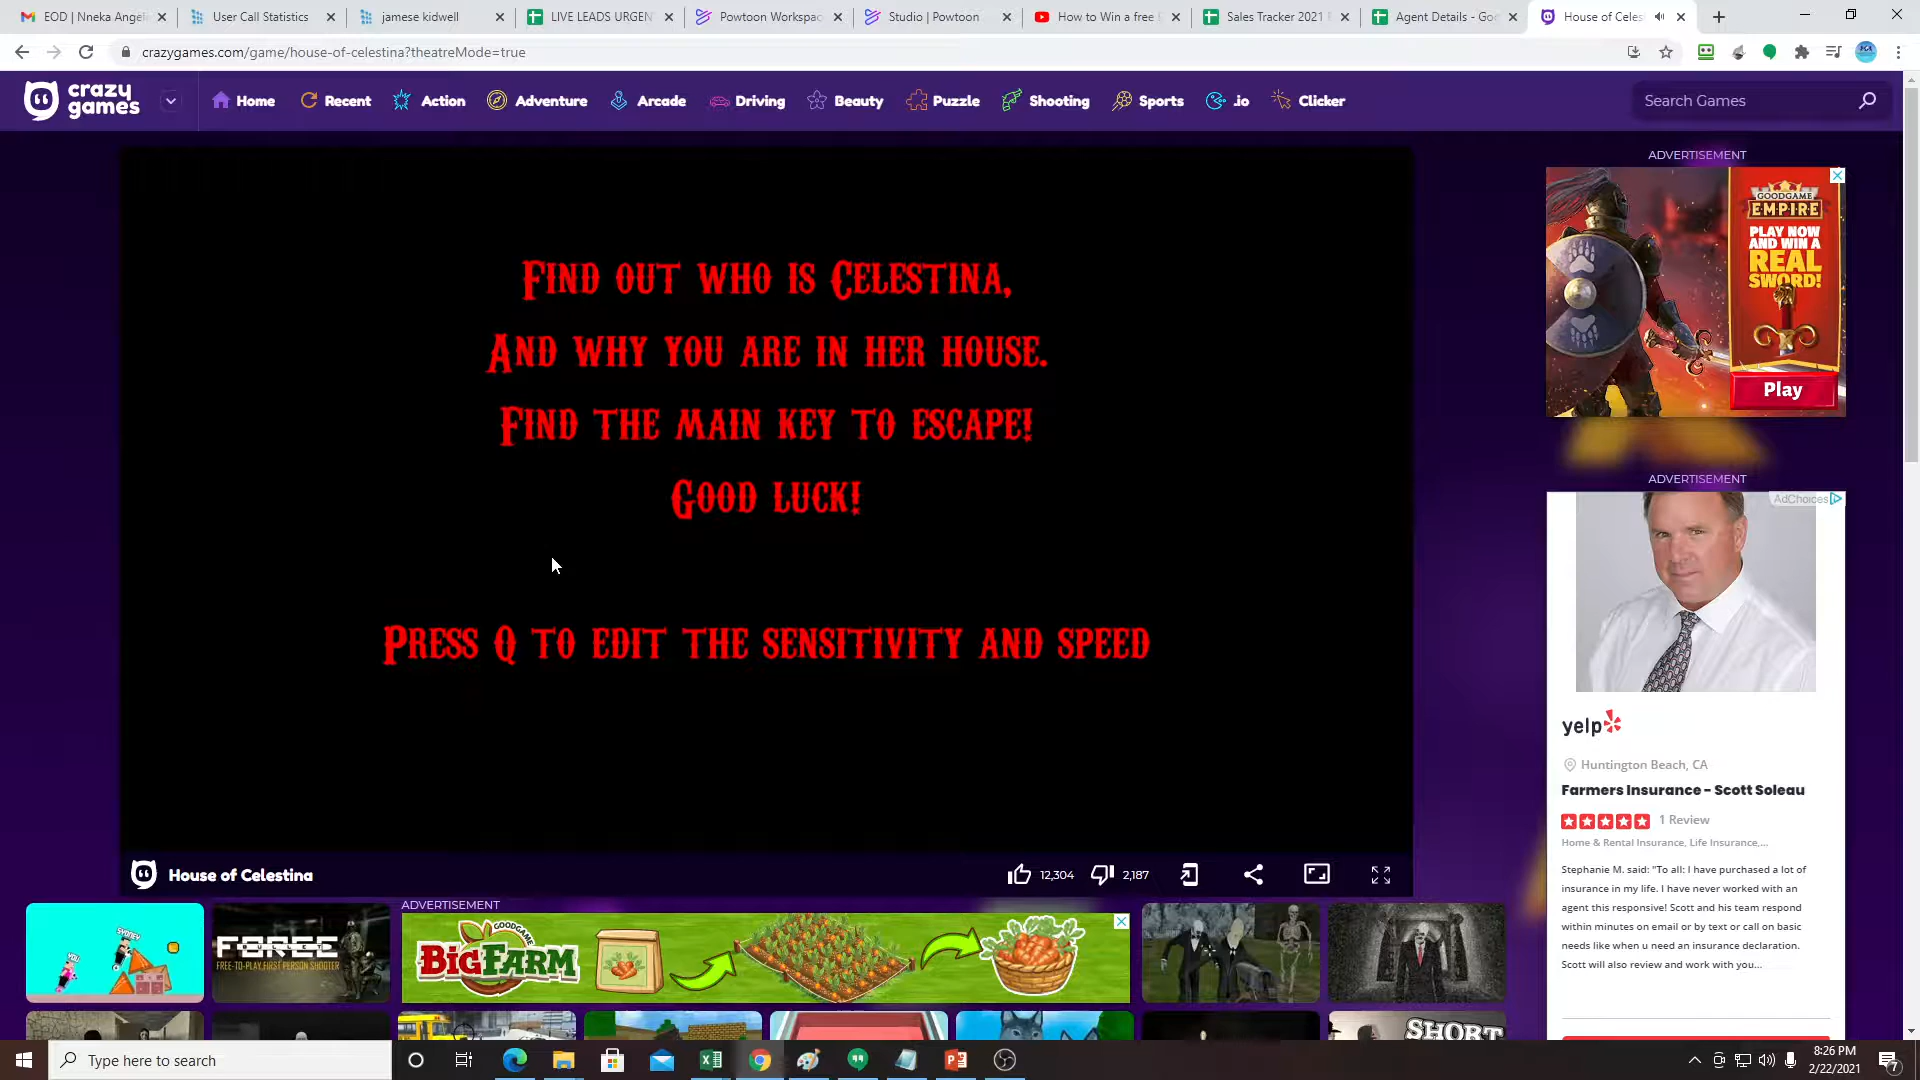 EOD | Nneka Angel
User Call Statistics
jamese kidwell
LIVE LEADS URGEN
Powtoon Workspac
Studio | Powtoon
How to Win a free
Sales Tracker 2021
Agent Details - Goo
House of Celes
crazygames.com/game/house-of-celestina?theatreMode=true
crazy games
Home
Recent
Action
Adventure
Arcade
Driving
Beauty
Puzzle
Shooting
Sports
.io
Clicker
Search Games
FIND OUT WHO IS CELESTINA,
AND WHY YOU ARE IN HER HOUSE.
FIND THE MAIN KEY TO ESCAPE!
GOOD LUCK!
PRESS Q TO EDIT THE SENSITIVITY AND SPEED
House of Celestina
12,304
2,187
ADVERTISEMENT
GOODGAME
EMPIRE
PLAY NOW
AND WIN A
REAL
SWORD!
Play
ADVERTISEMENT
AdChoices
yelp
Huntington Beach, CA
Farmers Insurance - Scott Soleau
1 Review
Home & Rental Insurance, Life Insurance,...
Stephanie M. said: "To all: I have purchased a lot of
insurance in my life. I have never worked with an
agent this responsive! Scott and his team respond
within minutes on email or by text or call on basic
needs like when u need an insurance declaration.
Scott will also review and work with you...
ADVERTISEMENT
YOU
SYDNEY
FREE-TO-PLAY FIRST PERSON SHOOTER
GOODGAME
BIGFARM
SHORT
Type here to search
8:26 PM
2/22/2021
7